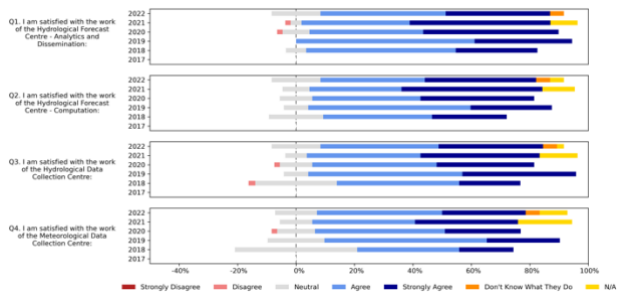 Q1. I am satisfied with the work
of the Hydrological Forecast
Centre - Analytics and
Dissemination:
2022
2021
2020
2019
2018
2017
Q2. I am satisfied with the work
of the Hydrological Forecast
Centre - Computation:
2022
2021
2020
2019
2018
2017
Q3. I am satisfied with the work
of the Hydrological Data
Collection Centre:
2022
2021
2020
2019
2018
2017
Q4. I am satisfied with the work
of the Meteorological Data
Collection Centre:
2022
2021
2020
2019
2018
2017
-40% -20% 0% 20% 40% 60% 80% 100%
Strongly Disagree Disagree Neutral Agree Strongly Agree Don't Know What They Do N/A